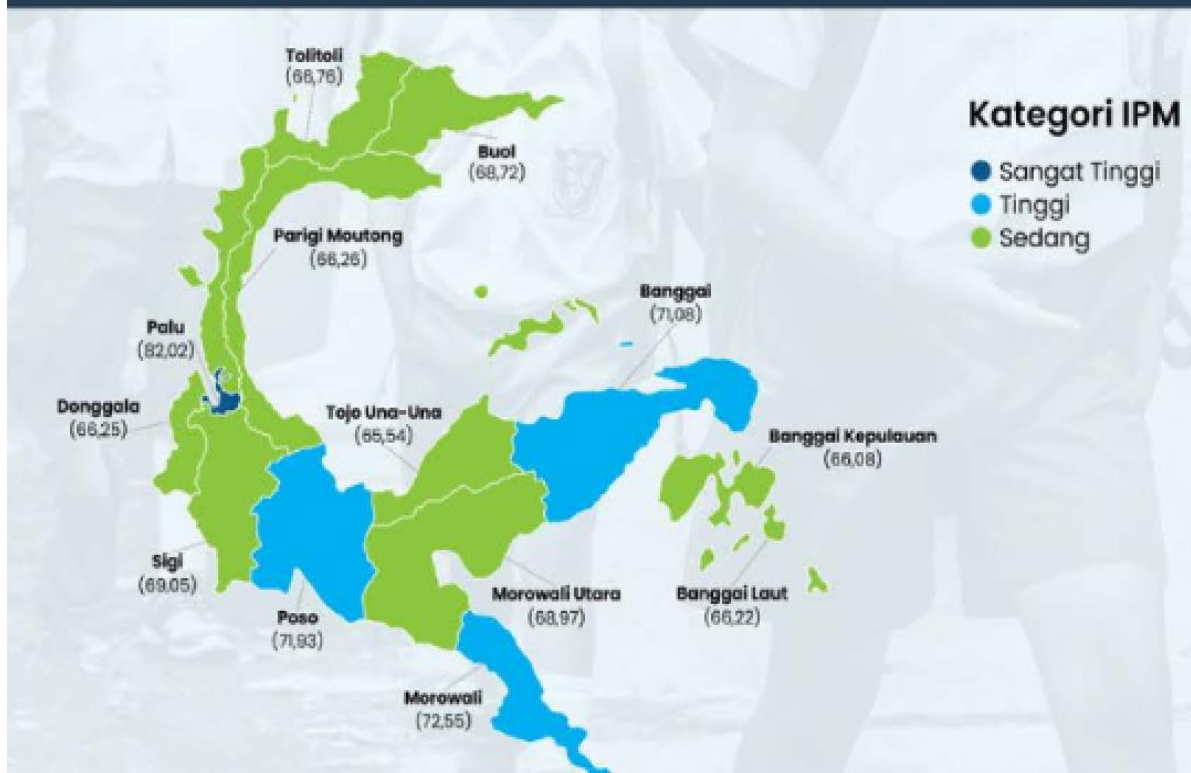 Tolitoli
(66,76)
Kategori IPM
Sangat Tinggi
Tinggi
Sedang
Buol
(68,72)
Parigi Moutong
(66,26)
Banggai
(71,08)
Palu
(82,02)
Donggala
(66,25)
Tojo Una-Una
(65,54)
Banggai Kepulauan
(66,08)
Sigi
(69,05)
Poso
(71,93)
Morowali Utara
(68,97)
Banggai Laut
(66,22)
Morowali
(72,55)